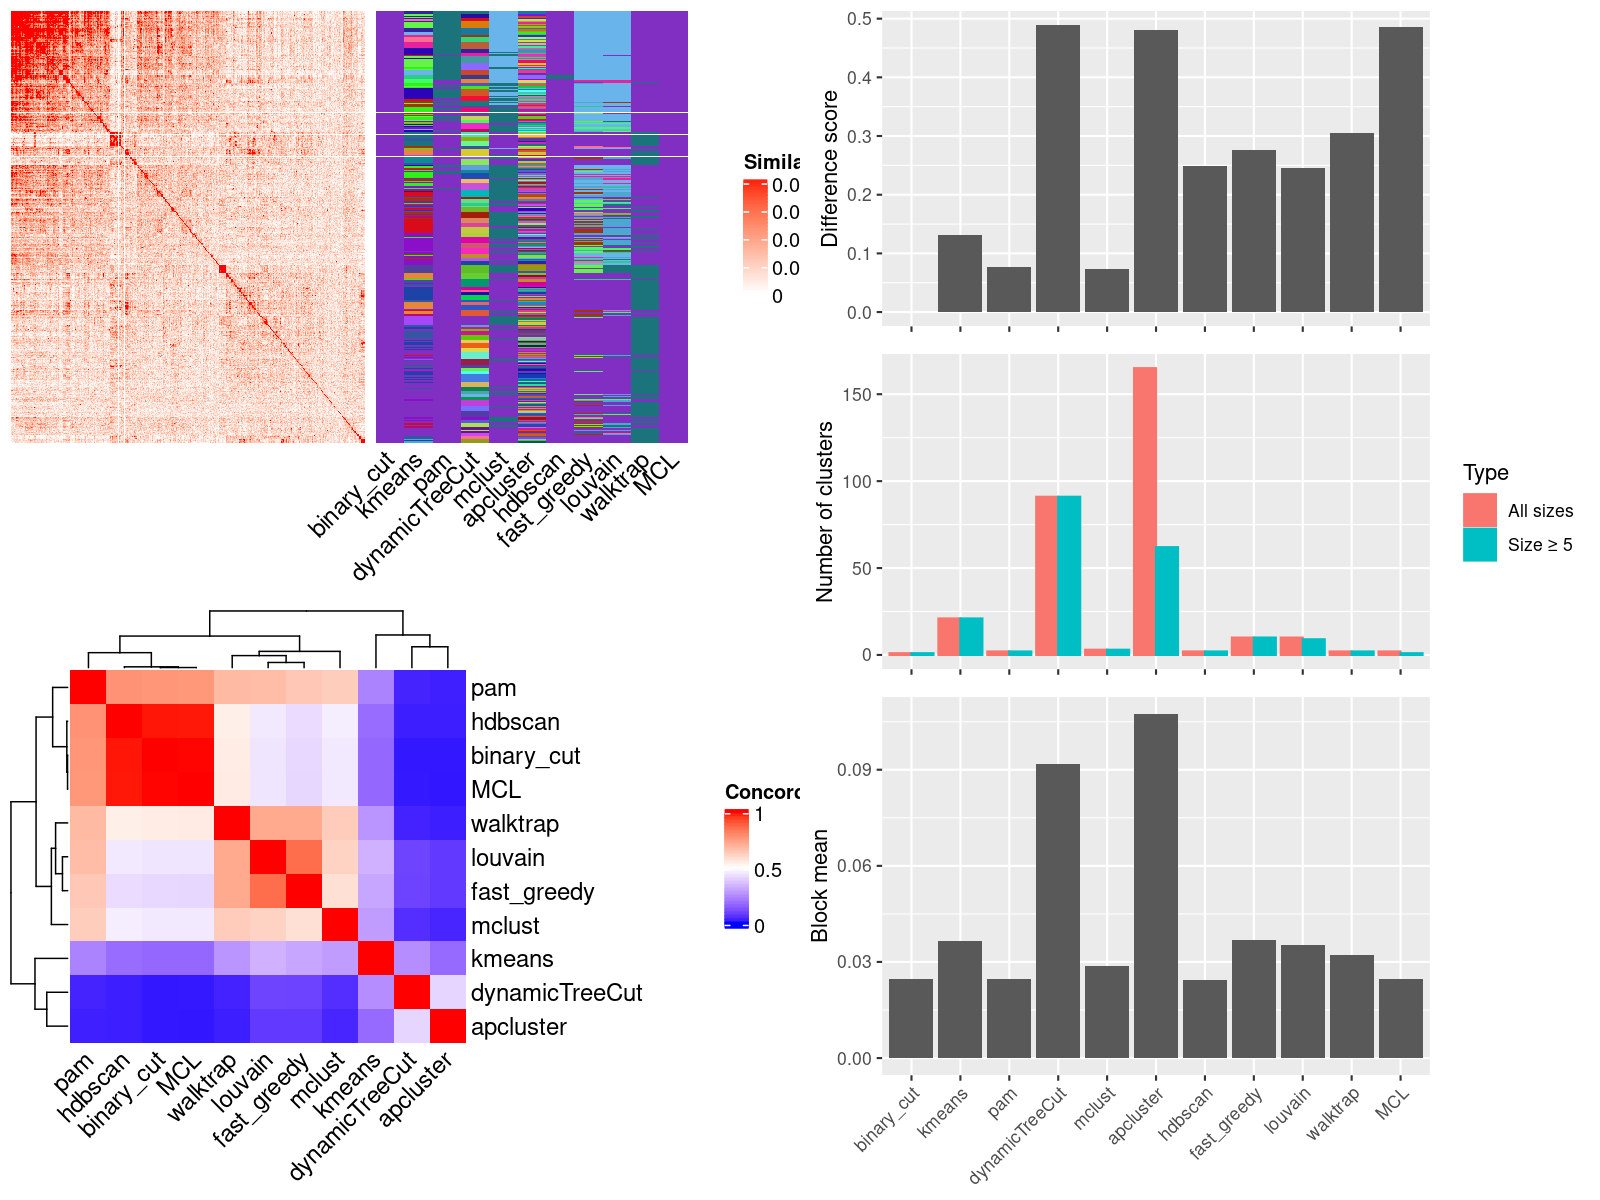 Simila
0.0
0.0
0.0
0.0
0
binary_cut
kmeans
pam
dynamicTreeCut
mclust
apcluster
hdbscan
fast_greedy
louvain
walktrap
MCL
pam
hdbscan
binary_cut
MCL
walktrap
louvain
fast_greedy
mclust
kmeans
dynamicTreeCut
apcluster
pam
hdbscan
binary_cut
MCL
walktrap
louvain
fast_greedy
mclust
kmeans
dynamicTreeCut
apcluster
Concord
1
0.5
0
Difference score
0.5
0.4
0.3
0.2
0.1
0.0
Number of clusters
150
100
50
0
Type
All sizes
Size ≥ 5
Block mean
0.09
0.06
0.03
0.00
binary_cut
kmeans
pam
dynamicTreeCut
mclust
apcluster
hdbscan
fast_greedy
louvain
walktrap
MCL